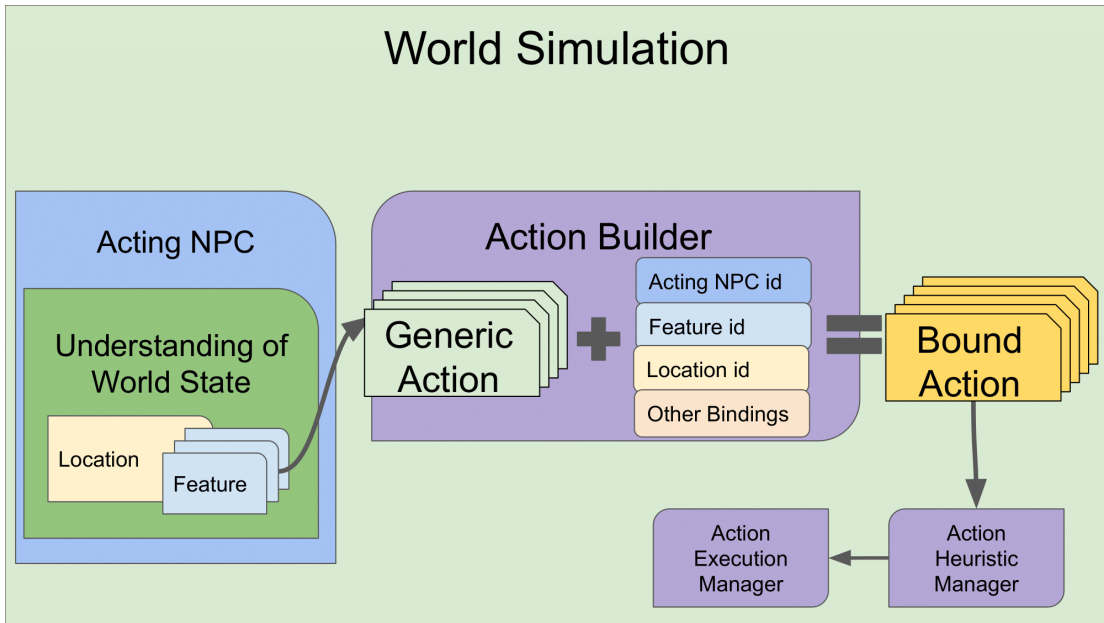 World Simulation
Acting NPC
Understanding of
World State
Location
Feature
Action Builder
Generic
Action
Acting NPC id
Feature id
Location id
Other Bindings
Bound
Action
Action
Execution
Manager
Action
Heuristic
Manager